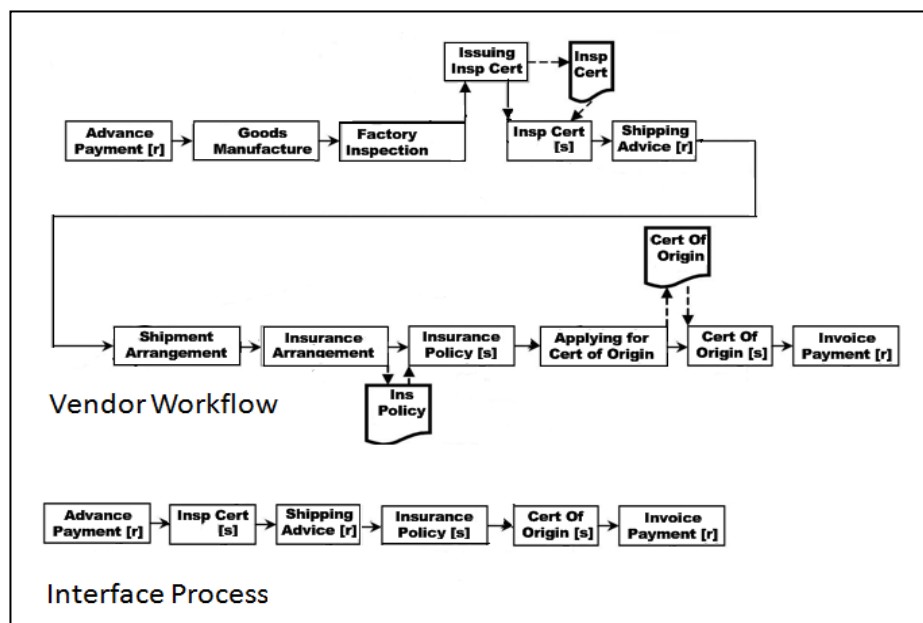 Issuing
Insp Cert
Insp
Cert
Advance
Payment [r]
Goods
Manufacture
Factory
Inspection
Insp Cert
[s]
Shipping
Advice [r]
Cert Of
Origin
Shipment
Arrangement
Insurance
Arrangement
Insurance
Policy [s]
Applying for
Cert of Origin
Cert Of
Origin [s]
Invoice
Payment [r]
Ins
Policy
Vendor Workflow
Advance
Payment [r]
Insp Cert
[s]
Shipping
Advice [r]
Insurance
Policy [s]
Cert Of
Origin [s]
Invoice
Payment [r]
Interface Process